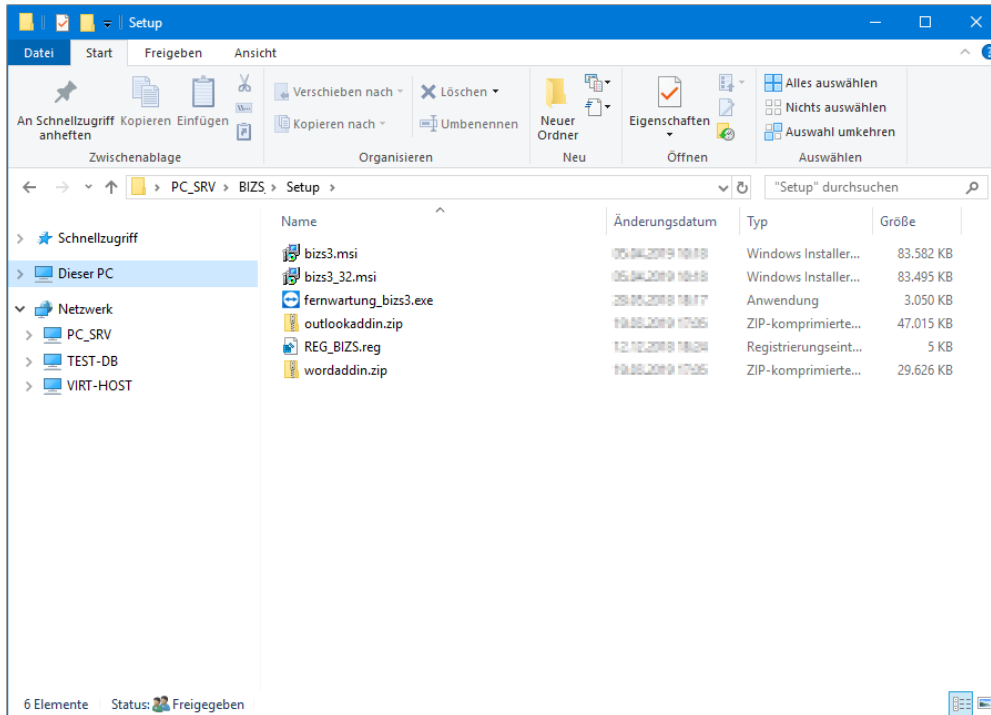 Setup
Datei Start Freigeben Ansicht
An Schnellzugriff anheften
Kopieren
Einfügen
Zwischenablage
Verschieben nach
Kopieren nach
Löschen
Umbenennen
Organisieren
Neuer Ordner
Neu
Eigenschaften
Öffnen
Alles auswählen
Nichts auswählen
Auswahl umkehren
Auswählen
PC_SRV > BIZS > Setup >
"Setup" durchsuchen
Schnellzugriff
Dieser PC
Netzwerk
PC_SRV
TEST-DB
VIRT-HOST
Name Änderungsdatum Typ Größe
bizs3.msi Windows Installer... 83.582 KB
bizs3_32.msi Windows Installer... 83.495 KB
fernwartung_bizs3.exe Anwendung 3.050 KB
outlookaddin.zip ZIP-komprimierte... 47.015 KB
REG_BIZS.reg Registrierungseint... 5 KB
wordaddin.zip ZIP-komprimierte... 29.626 KB
6 Elemente Status: Freigegeben